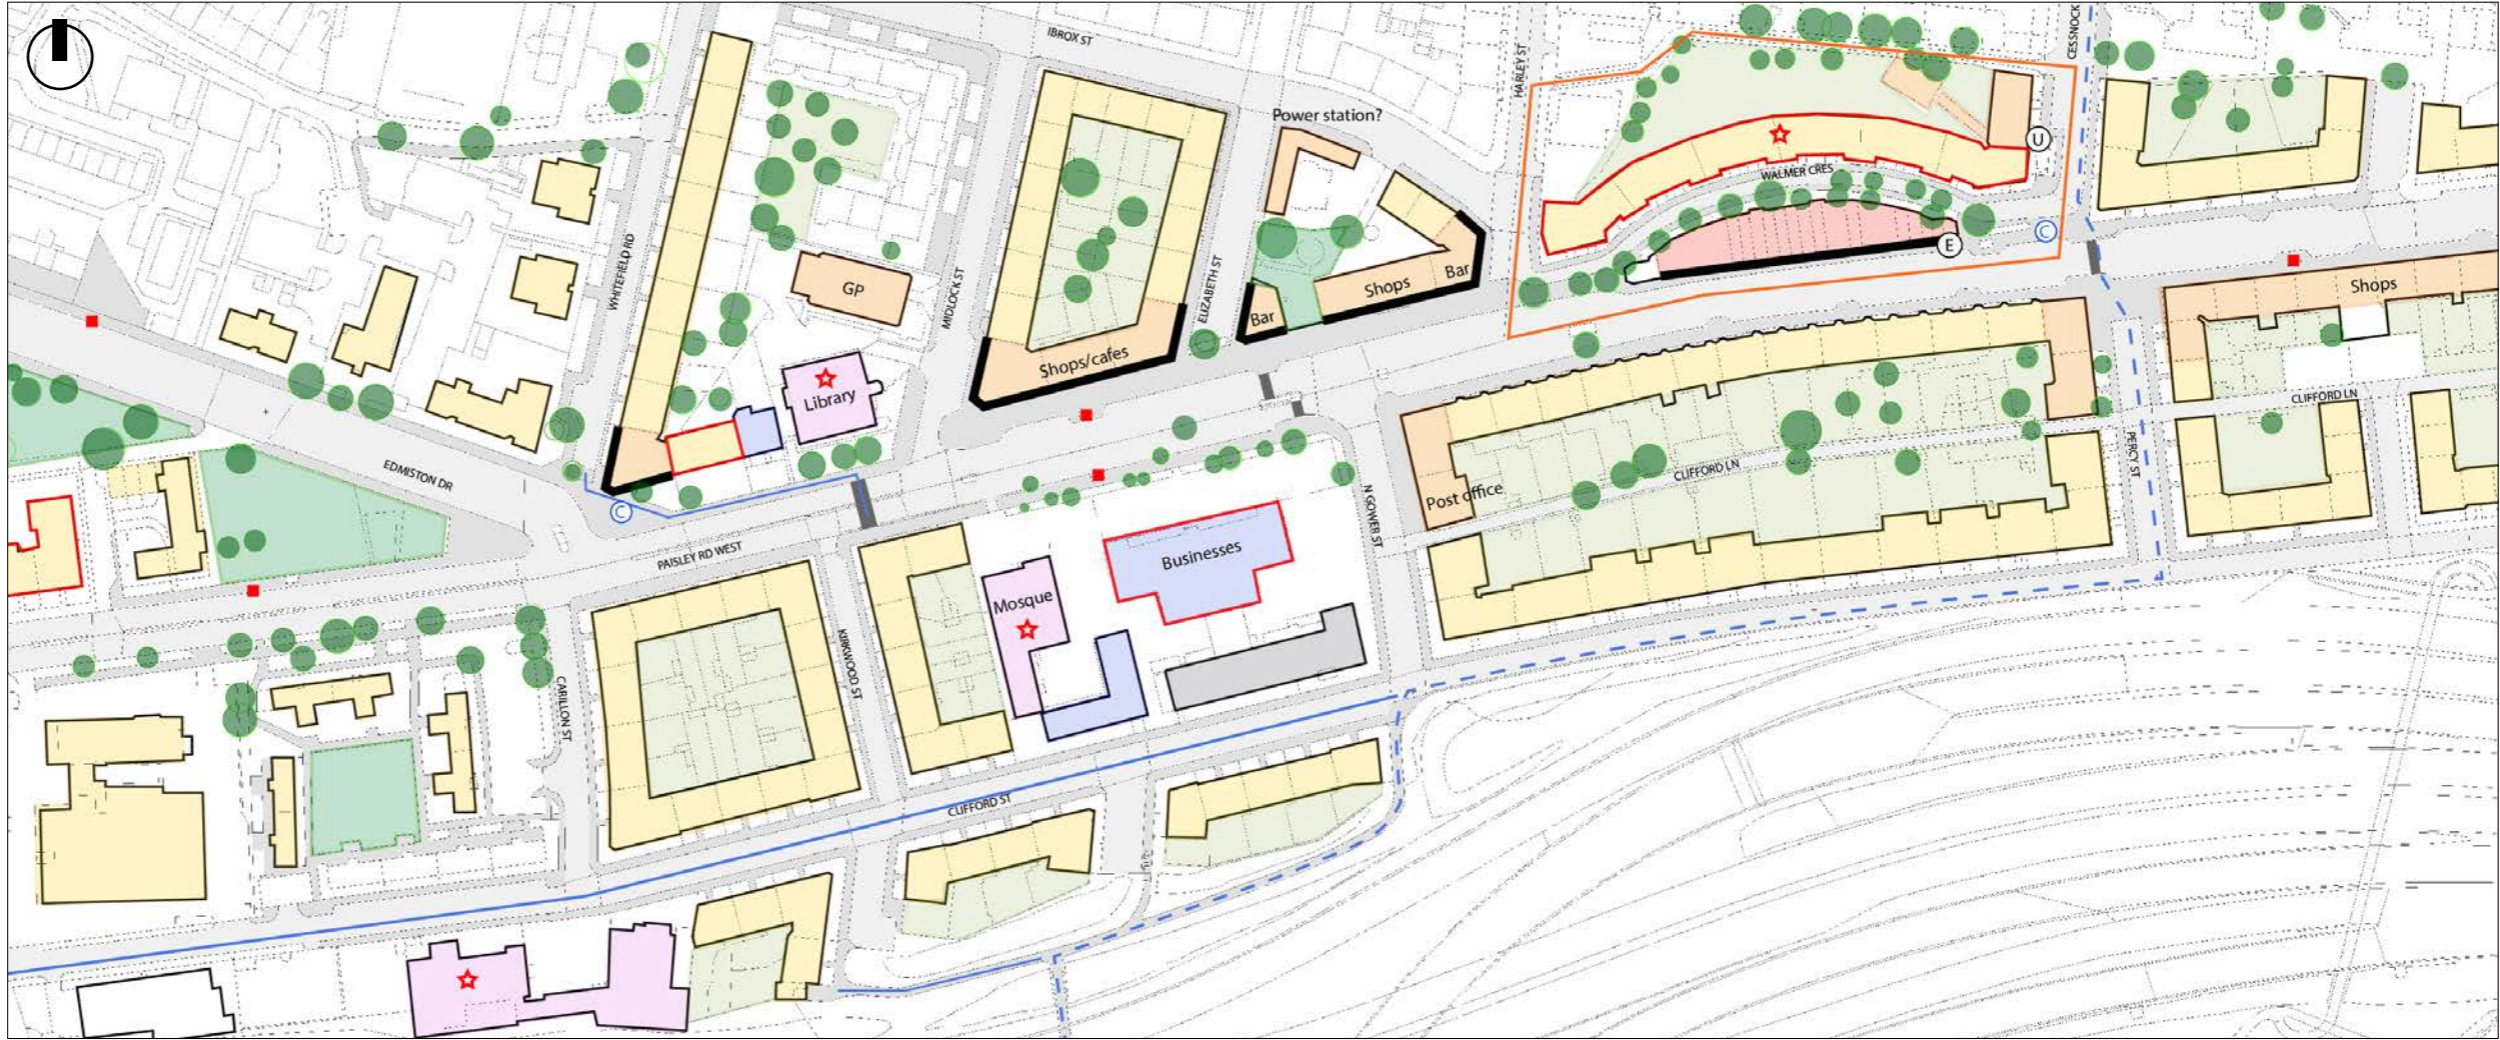 IBROX ST
CESSNOCK
HARLEY ST
Power station?
U
WALMER CRES
C
E
WHITEFIELD RD
GP
MIDLOCK ST
ELIZABETH ST
Bar
Shops
Bar
Shops
Shops/cafes
Library
CLIFFORD LN
EDMISTON DR
CLIFFORD LN
PERCY ST
Post office
N GOWER ST
C
PAISLEY RD WEST
Businesses
Mosque
KIRKWOOD ST
CARILLON ST
CLIFFORD ST